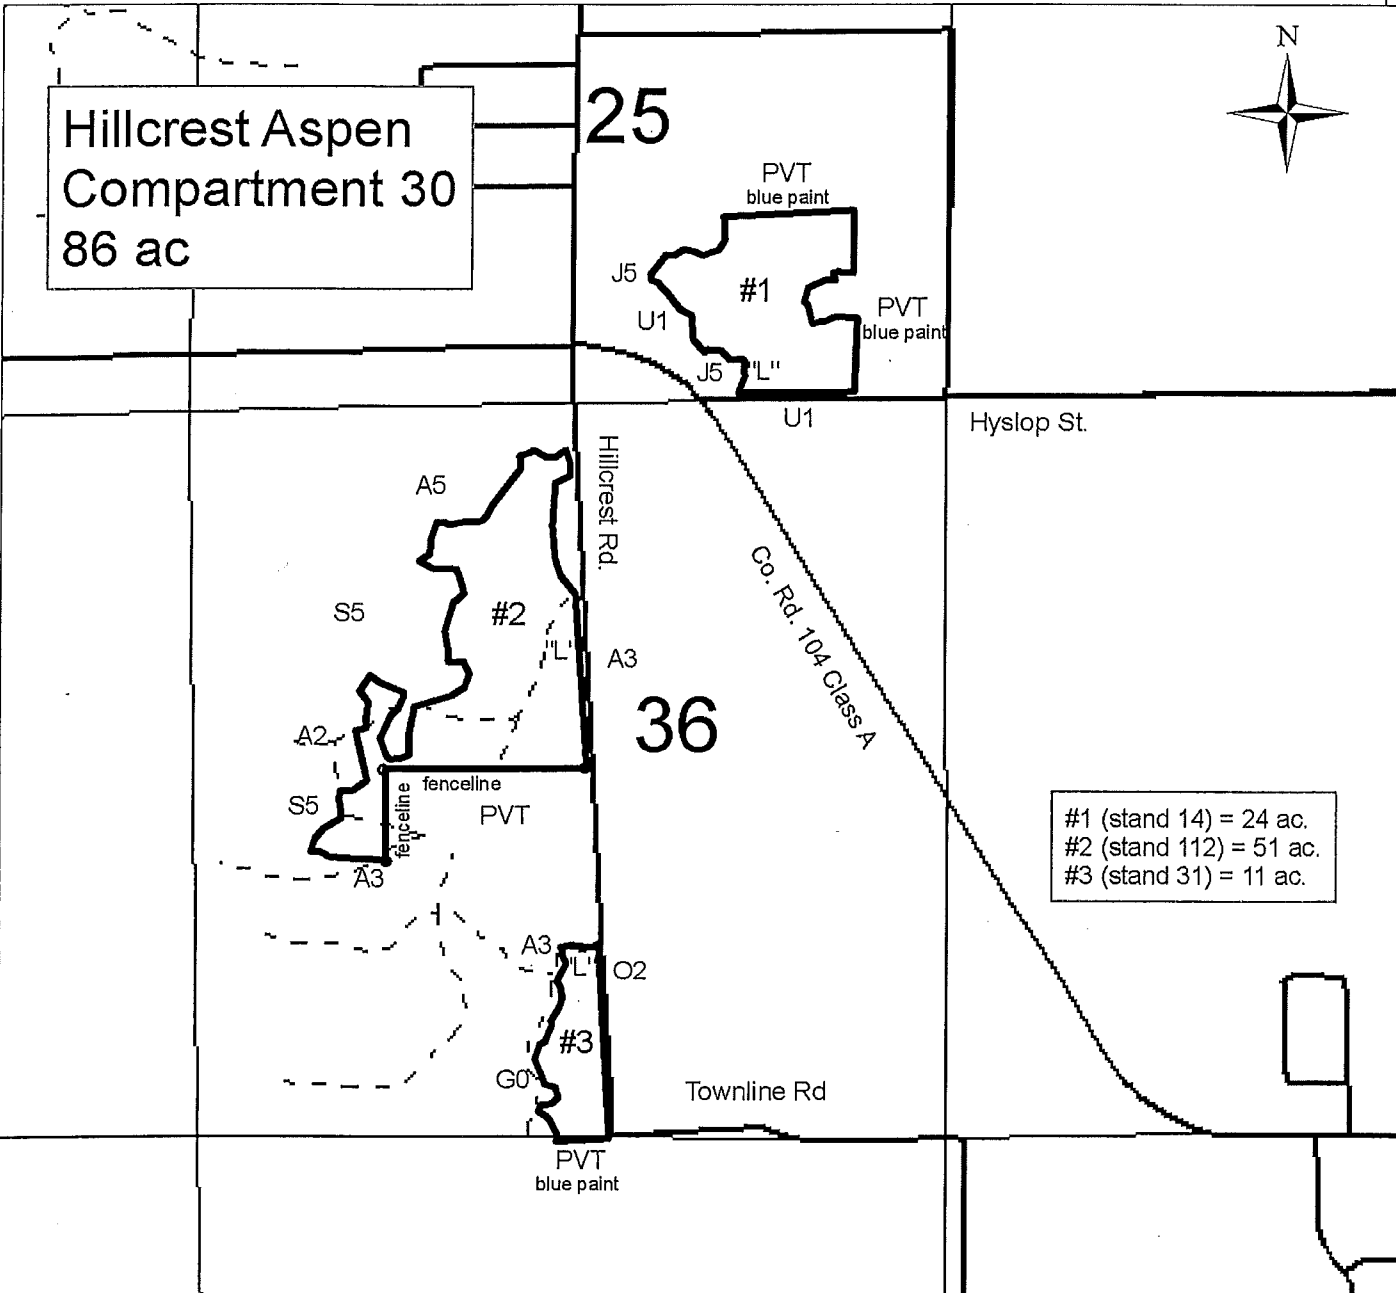 N
Hillcrest Aspen
Compartment 30
86 ac
25
PVT
blue paint
J5
#1
U1
PVT
blue paint
J5
"L"
U1
Hyslop St.
Hillcrest Rd.
A5
S5
#2
"L"
A3
Co. Rd. 104 Class A
36
A2
S5
fenceline
fenceline
PVT
A3
#1 (stand 14) = 24 ac.
#2 (stand 112) = 51 ac.
#3 (stand 31) = 11 ac.
A3
"L"
O2
#3
G0
Townline Rd
PVT
blue paint